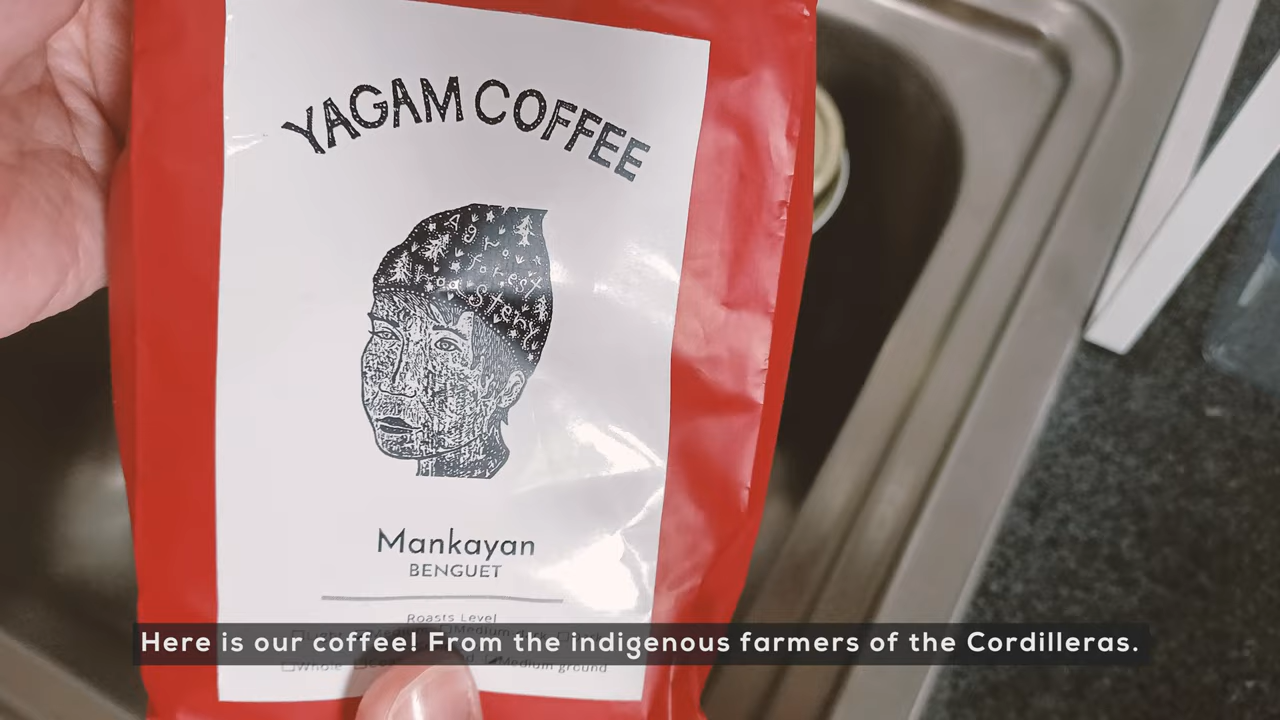 YAGAM COFFEE
Mankayan
BENGUET
Roasts Level
Here is our coffee! From the indigenous farmers of the Cordilleras.
Whole
Medium ground